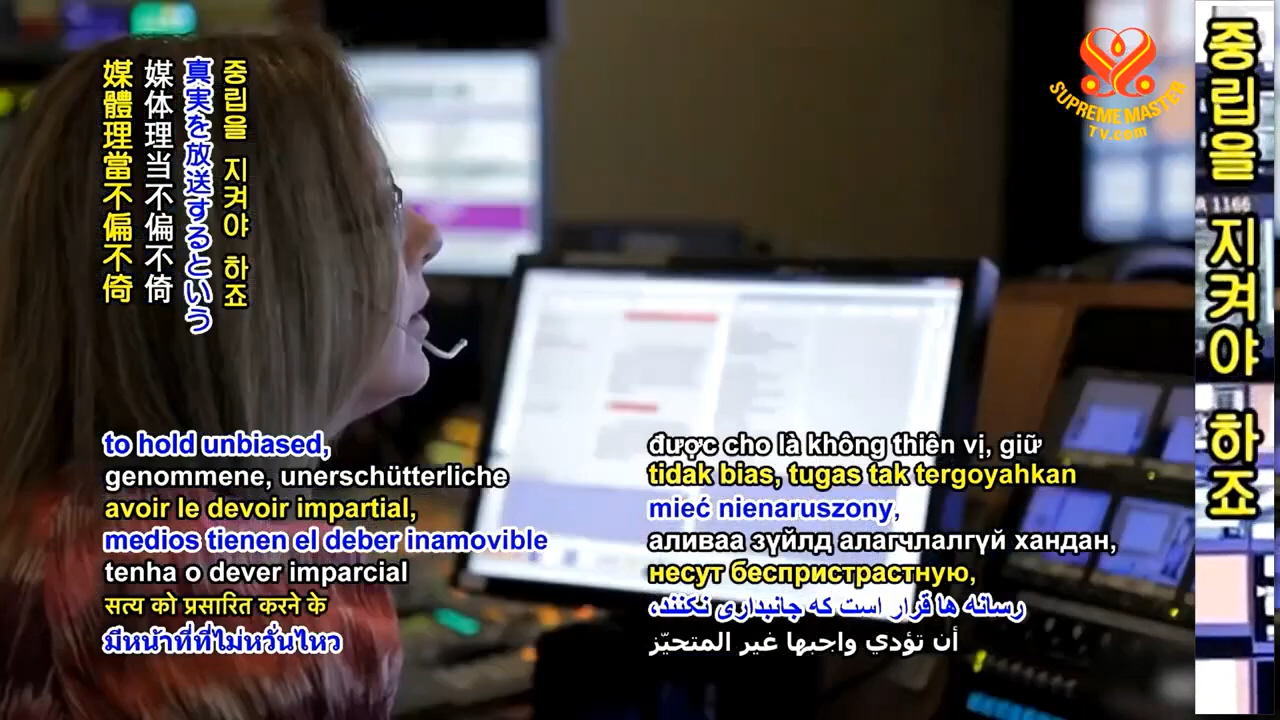 중립을 지켜야 하죠
真実を放送するという
媒体理当不偏不倚
媒體理當不偏不倚
SUPREME MASTER
TV.com
중립을 지켜야 하죠
A 1166
to hold unbiased,
genommene, unerschütterliche
avoir le devoir impartial,
medios tienen el deber inamovible
tenha o dever imparcial
सत्य को प्रसारित करने के
มีหน้าที่ที่ไม่หวั่นไหว
được cho là không thiên vị, giữ
tidak bias, tugas tak tergoyahkan
mieć nienaruszony,
аливаа зүйлд алагчлалгүй хандан,
несут беспристрастную,
رسانه ها قرار است که جانبداری نکنند،
أن تؤدي واجبها غير المتحيّز